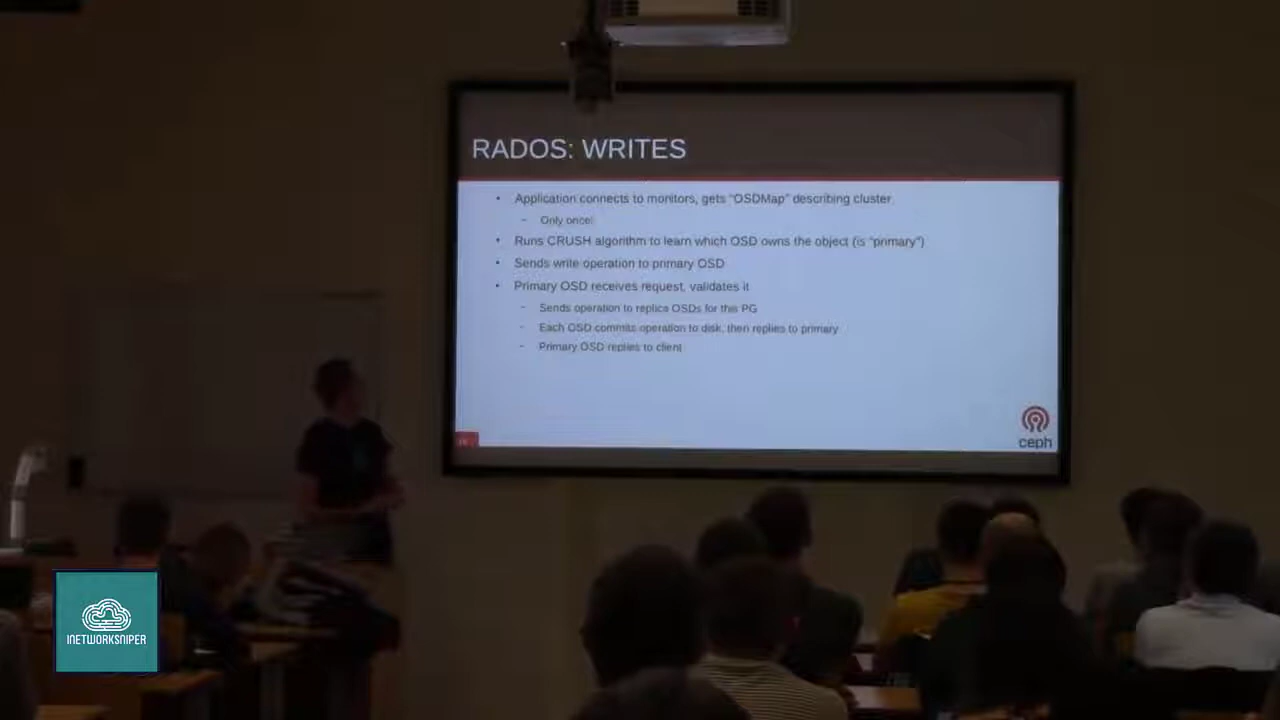 RADOS: WRITES
• Application connects to monitors, gets "OSDMap" describing cluster
– Only once!
• Runs CRUSH algorithm to learn which OSD owns the object (is "primary")
• Sends write operation to primary OSD
• Primary OSD receives request, validates it
– Sends operation to replica OSDs for this PG
– Each OSD commits operation to disk, then replies to primary
– Primary OSD replies to client
ceph
INETWORKSNIPER